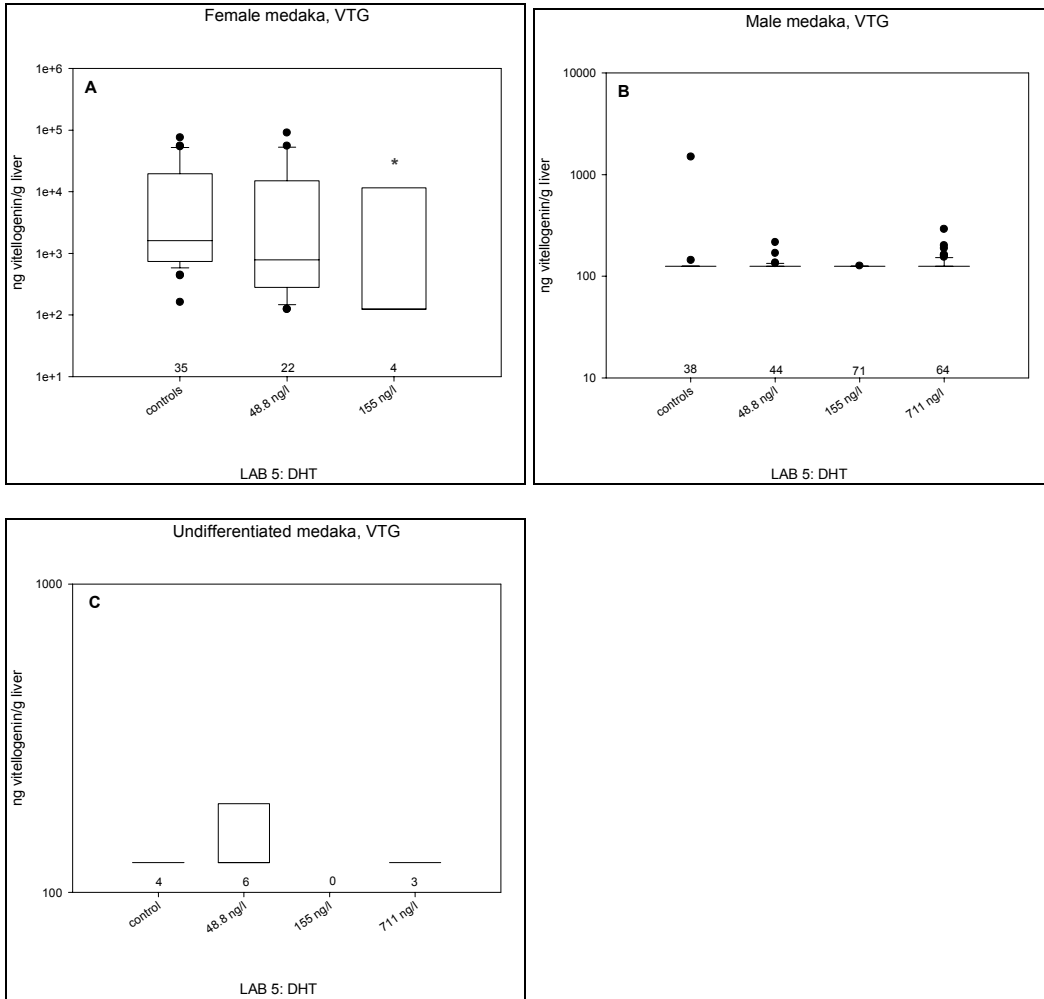 Female medaka, VTG
A
1e+6
1e+5
1e+4
1e+3
1e+2
1e+1
ng vitellogenin/g liver
*
35
22
4
controls
48.8 ng/l
155 ng/l
LAB 5: DHT
Male medaka, VTG
B
10000
1000
100
10
ng vitellogenin/g liver
38
44
71
64
controls
48.8 ng/l
155 ng/l
711 ng/l
LAB 5: DHT
Undifferentiated medaka, VTG
C
1000
100
ng vitellogenin/g liver
4
6
0
3
control
48.8 ng/l
155 ng/l
711 ng/l
LAB 5: DHT